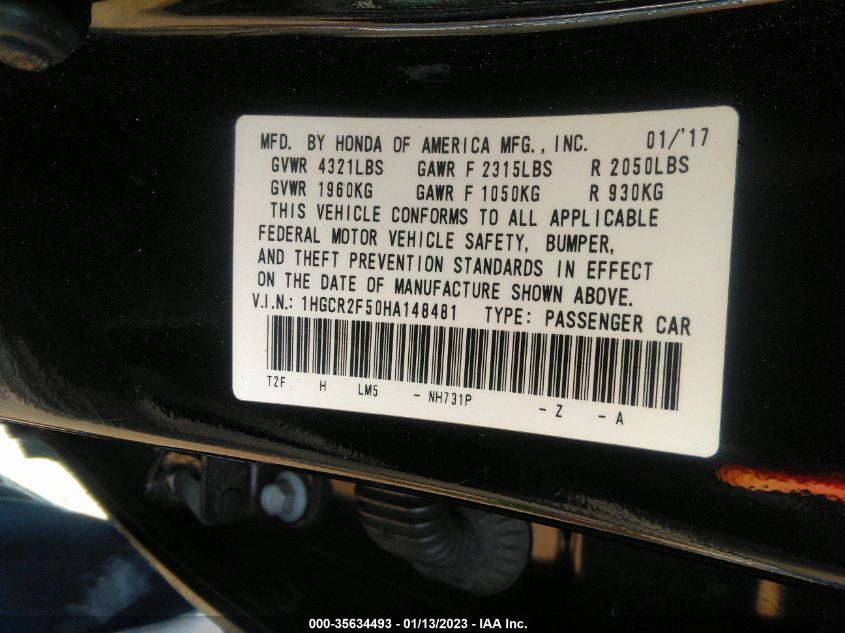 MFD. BY HONDA OF AMERICA MFG., INC. 01/'17
GVWR 4321LBS GAWR F 2315LBS R 2050LBS
GVWR 1960KG GAWR F 1050KG R 930KG
THIS VEHICLE CONFORMS TO ALL APPLICABLE
FEDERAL MOTOR VEHICLE SAFETY, BUMPER,
AND THEFT PREVENTION STANDARDS IN EFFECT
ON THE DATE OF MANUFACTURE SHOWN ABOVE.
V.I.N.: 1HGCR2F50HA148481 TYPE: PASSENGER CAR
T2F H LM5 - NH731P - Z - A
000-35634493 - 01/13/2023 - IAA Inc.